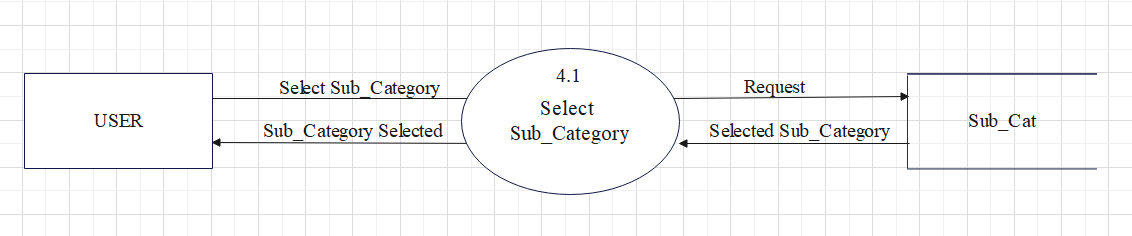 USER
Select Sub_Category
Sub_Category Selected
4.1
Select
Sub_Category
Request
Selected Sub_Category
Sub_Cat